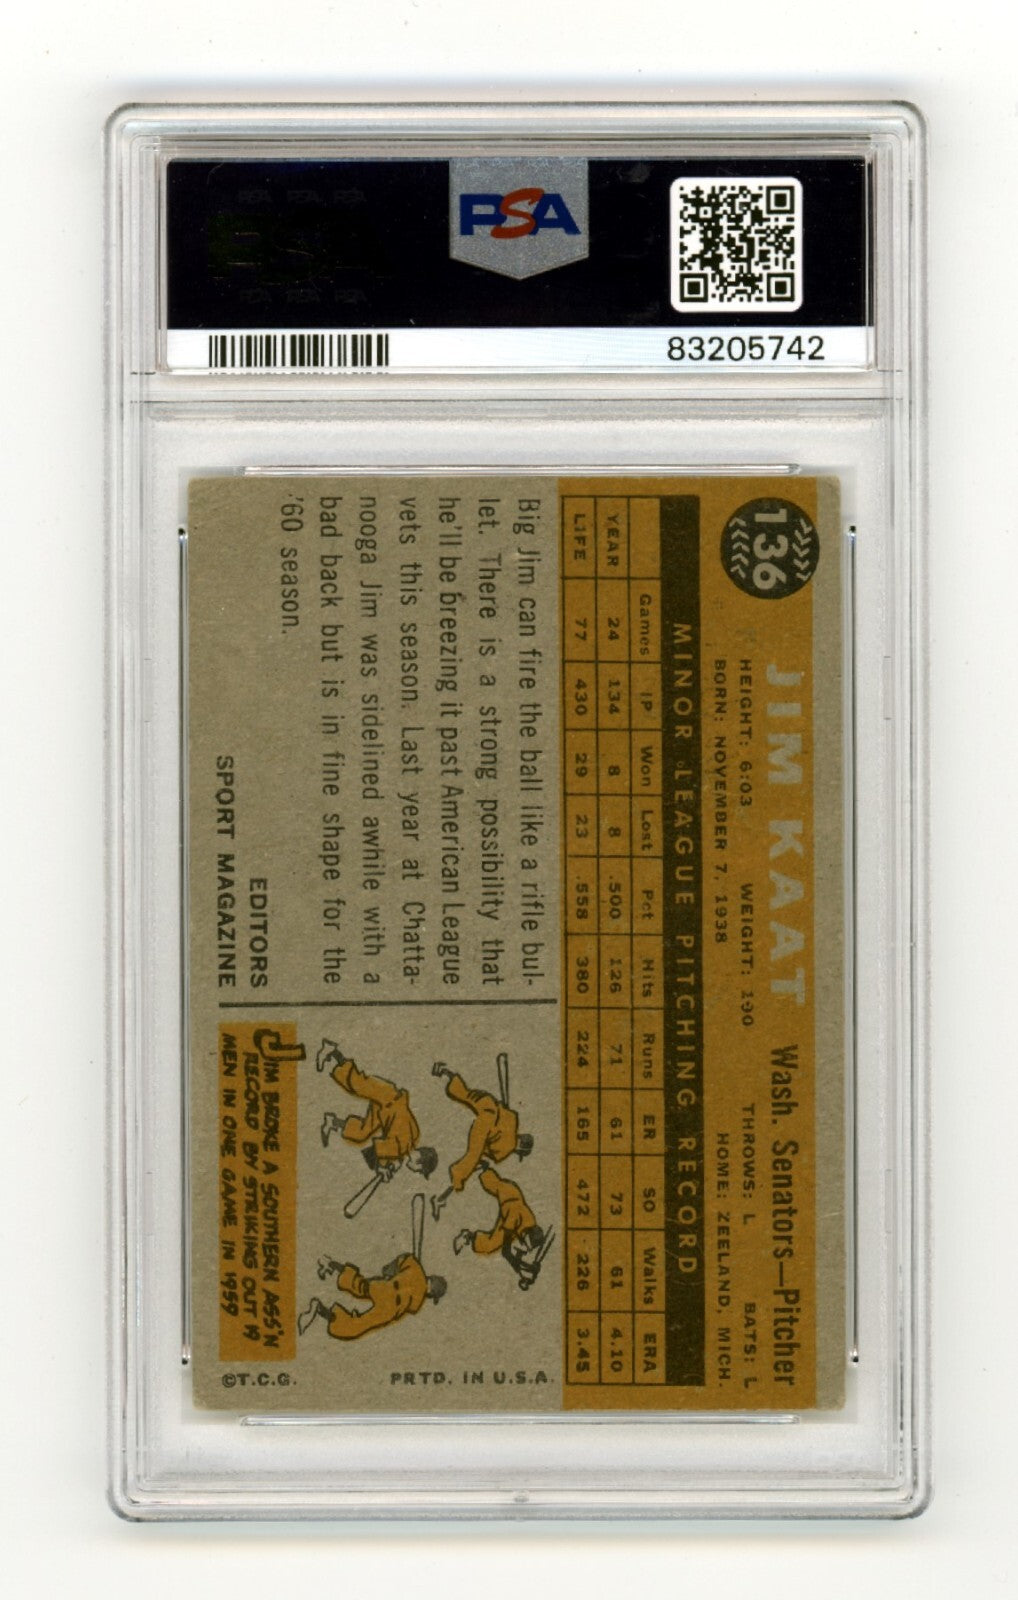 PSA
83205742
136
JIM KAAT
Wash. Senators—Pitcher
HEIGHT: 6:03 WEIGHT: 190 THROWS: L BATS: L
BORN: NOVEMBER 7, 1938 HOME: ZEELAND, MICH.
MINOR LEAGUE PITCHING RECORD
Games IP Won Lost Pct Hits Runs ER SO Walks ERA
YEAR 24 134 8 8 .500 126 71 61 73 61 4.10
LIFE 77 430 29 23 .558 380 224 165 472 226 3.45
Big Jim can fire the ball like a rifle bul-
let. There is a strong possibility that
he'll be breezing it past American League
vets this season. Last year at Chatta-
nooga Jim was sidelined awhile with a
bad back but is in fine shape for the
'60 season.
EDITORS
SPORT MAGAZINE
JIM BROKE A SOUTHERN ASS'N
RECORD BY STRIKING OUT 19
MEN IN ONE GAME IN 1959
©T.C.G. PRTD. IN U.S.A.